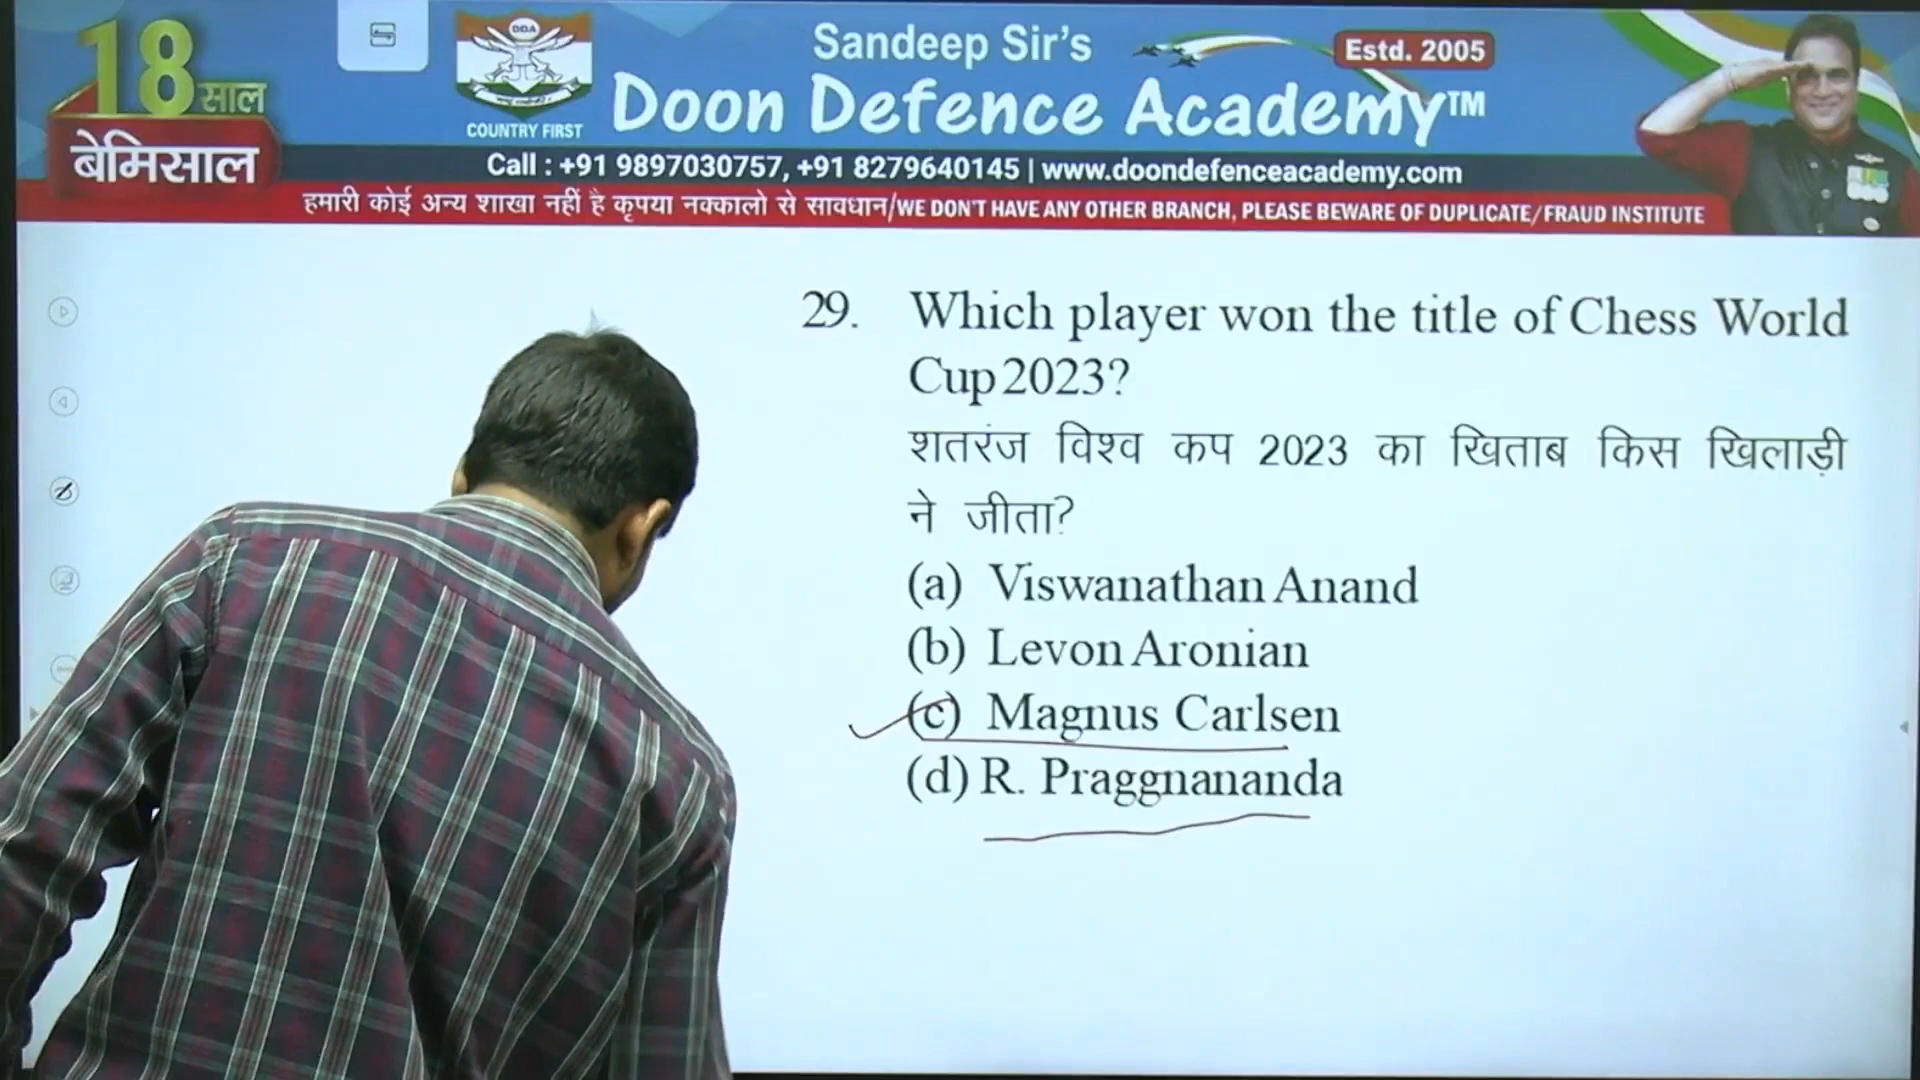 18 साल
बेमिसाल
DDA
COUNTRY FIRST
Sandeep Sir's
Estd. 2005
Doon Defence Academy™
Call : +91 9897030757, +91 8279640145 | www.doondefenceacademy.com
हमारी कोई अन्य शाखा नहीं है कृपया नक्कालो से सावधान/WE DON'T HAVE ANY OTHER BRANCH, PLEASE BEWARE OF DUPLICATE/FRAUD INSTITUTE
29. Which player won the title of Chess World
Cup 2023?
शतरंज विश्व कप 2023 का खिताब किस खिलाड़ी
ने जीता?
(a) Viswanathan Anand
(b) Levon Aronian
(c) Magnus Carlsen
(d) R. Praggnananda